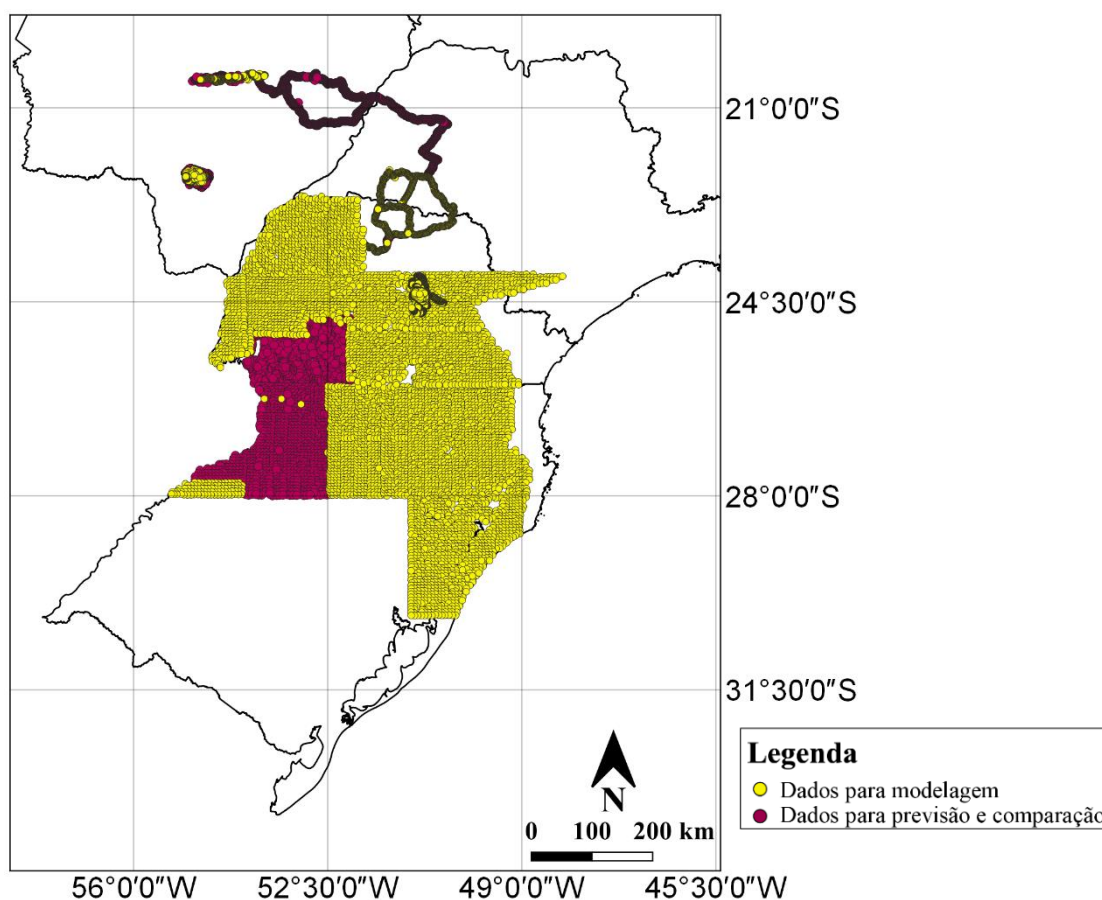 21°0′0″S
24°30′0″S
28°0′0″S
31°30′0″S
Legenda
Dados para modelagem
Dados para previsão e comparação
N
0 100 200 km
56°0′0″W 52°30′0″W 49°0′0″W 45°30′0″W